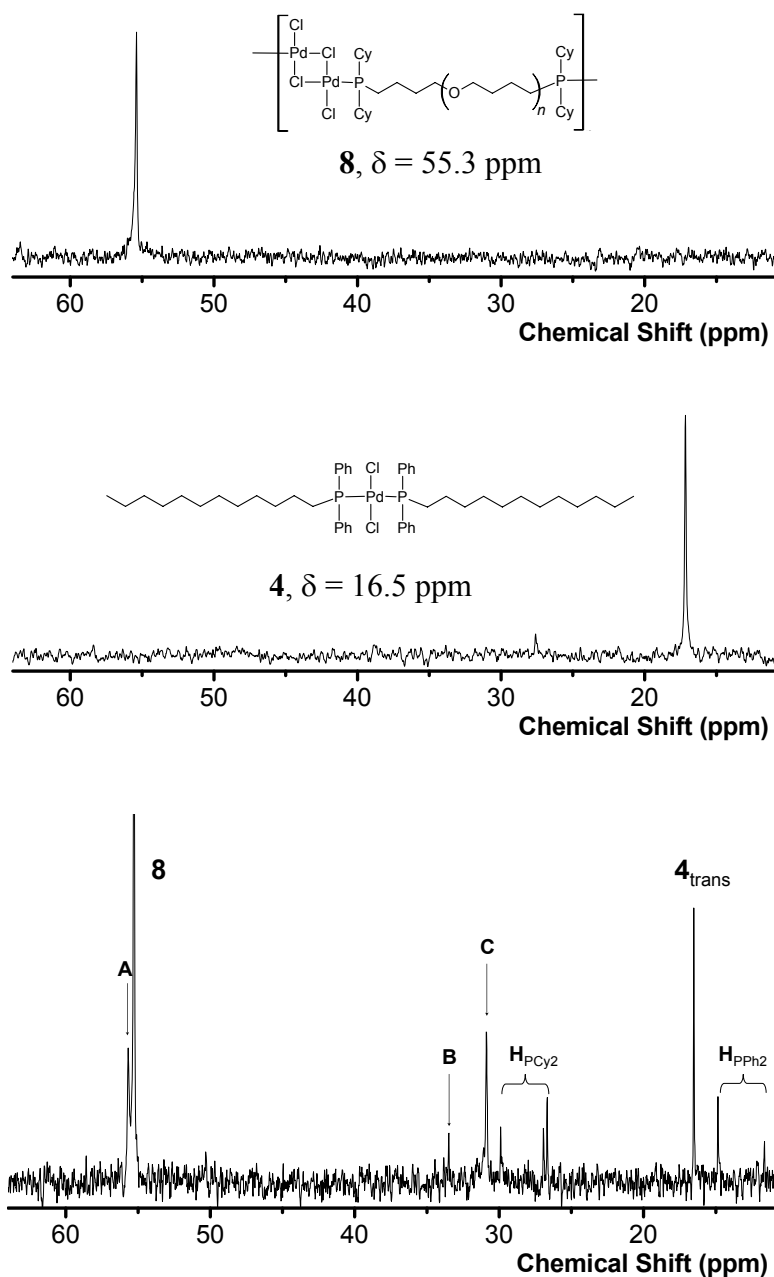 Cl
Cy Cy
Pd Cl
Cl Pd P O P
n
Cl Cy Cy
8, δ = 55.3 ppm
60 50 40 30 20
Chemical Shift (ppm)
Ph Cl Ph
P Pd P
Ph Cl Ph
4, δ = 16.5 ppm
60 50 40 30 20
Chemical Shift (ppm)
8 4trans
A C
B HPCy2 HPPh2
60 50 40 30 20
Chemical Shift (ppm)